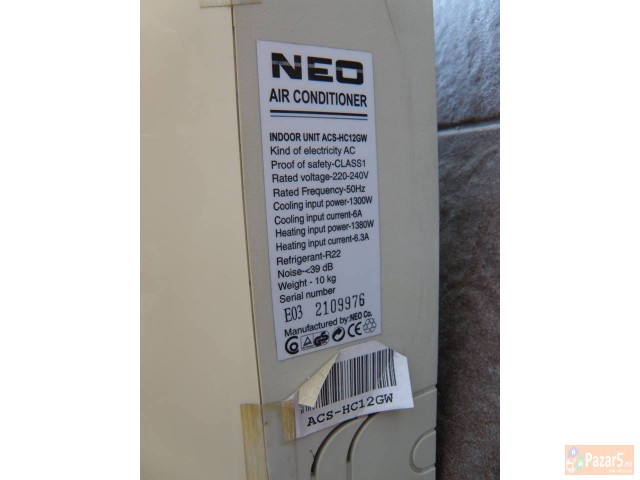 NEO
AIR CONDITIONER
INDOOR UNIT ACS-HC12GW
Kind of electricity AC
Proof of safety-CLASS1
Rated voltage-220-240V
Rated Frequency-50Hz
Cooling input power-1300W
Cooling input current-6A
Heating input power-1380W
Heating input current-6.3A
Refrigerant-R22
Noise-<39 dB
Weight - 10 kg
Serial number
E03 2109976
Manufactured by:NEO Co.
ACS-HC12GW
Pazar5